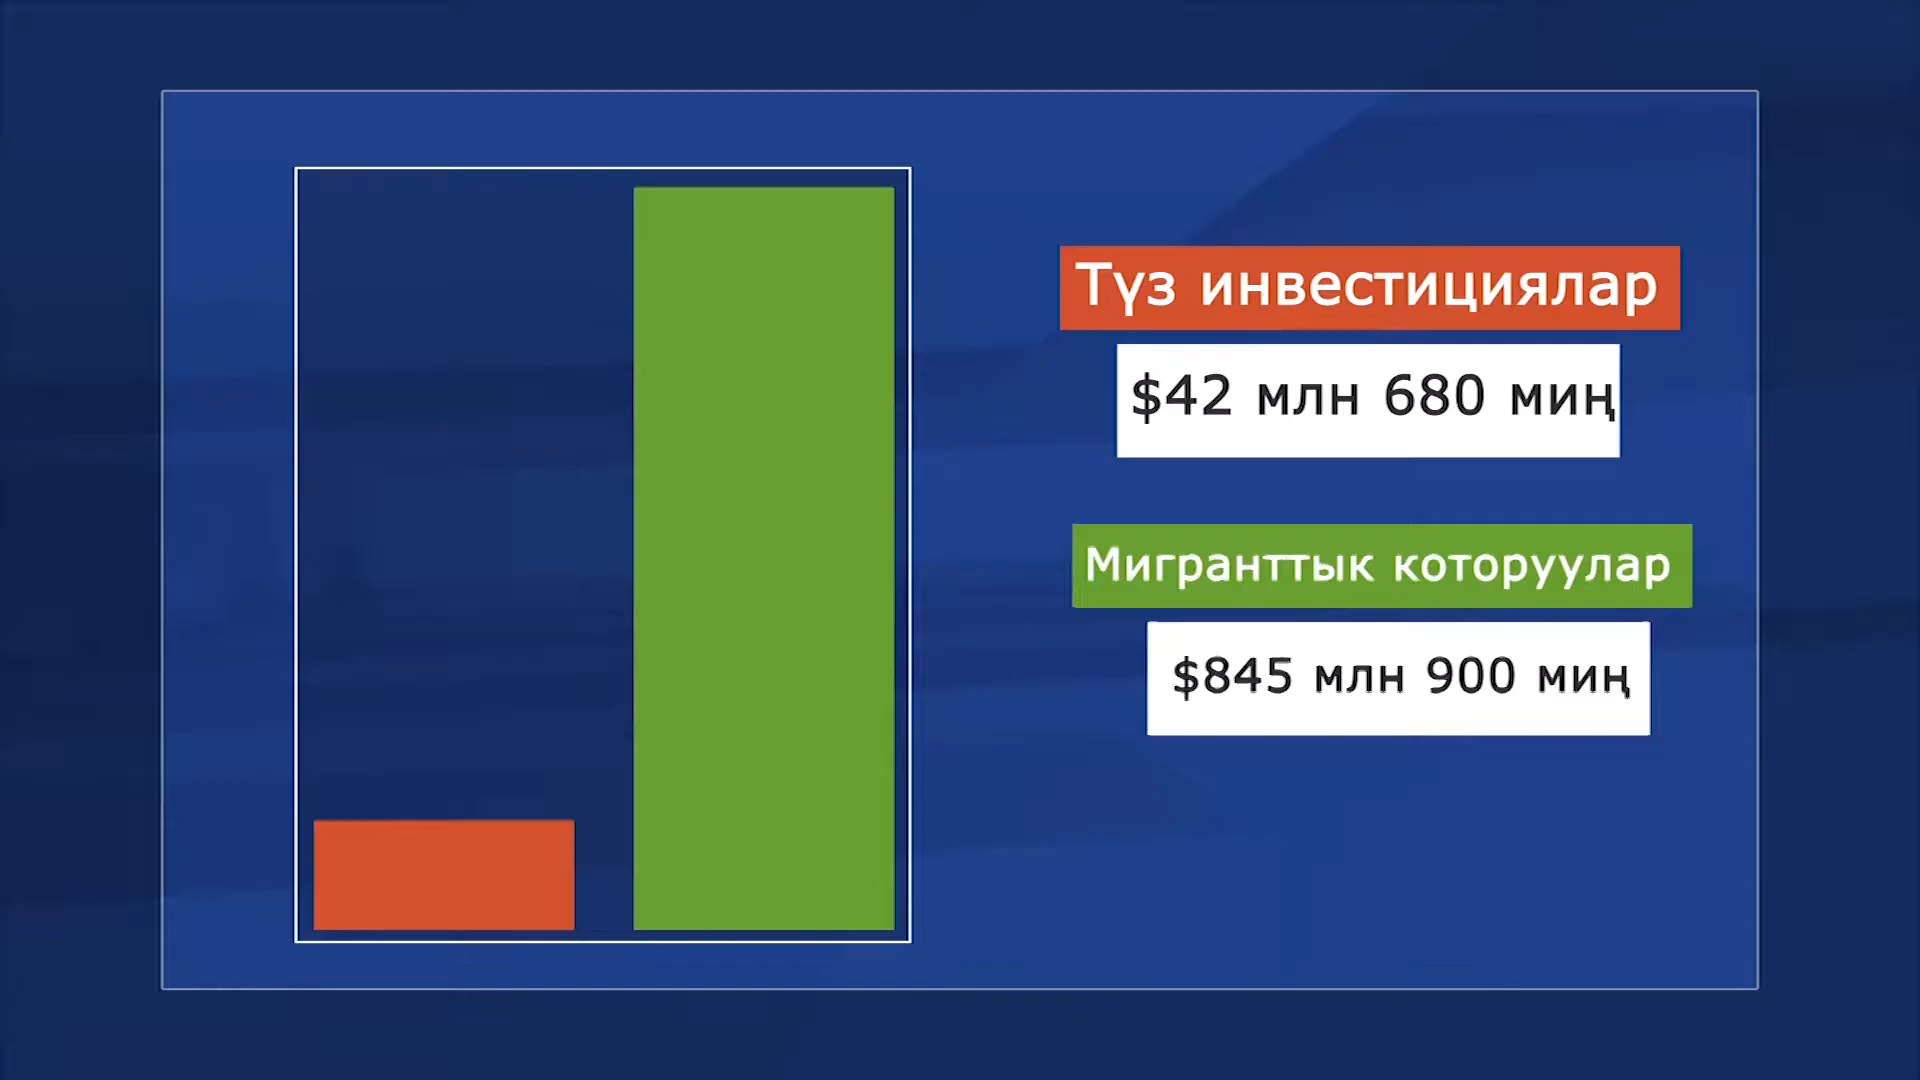 Түз инвестициялар
$42 млн 680 миң
Мигранттык которуулар
$845 млн 900 миң